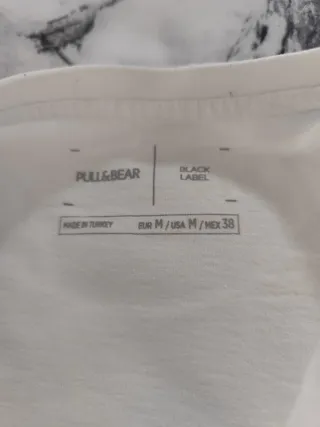 PULL&BEAR
BLACK
LABEL
MADE IN TURKEY EUR M / USA M / MEX 38